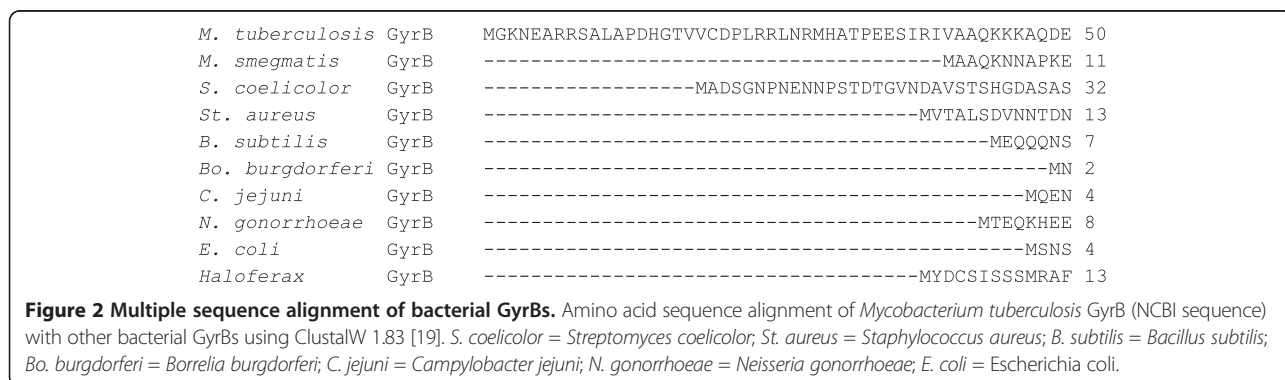 M. tuberculosis GyrB MGKNEARRSALAPDHGTVVCDPLRRLNRMHATPEESIRIVAAQKKKAQDE 50
M. smegmatis GyrB ---------------------------------------MAAQKNNAPKE 11
S. coelicolor GyrB ------------------MADSGNPNENNPSTDTGVNDAVSTSHGDASAS 32
St. aureus GyrB -------------------------------------MVTALSDVNNTDN 13
B. subtilis GyrB -------------------------------------------MEQQQNS 7
Bo. burgdorferi GyrB ------------------------------------------------MN 2
C. jejuni GyrB ----------------------------------------------MQEN 4
N. gonorrhoeae GyrB ------------------------------------------MTEQKHEE 8
E. coli GyrB ----------------------------------------------MSNS 4
Haloferax GyrB -------------------------------------MYDCSISSSMRAF 13
Figure 2 Multiple sequence alignment of bacterial GyrBs. Amino acid sequence alignment of Mycobacterium tuberculosis GyrB (NCBI sequence)
with other bacterial GyrBs using ClustalW 1.83 [19]. S. coelicolor = Streptomyces coelicolor; St. aureus = Staphylococcus aureus; B. subtilis = Bacillus subtilis;
Bo. burgdorferi = Borrelia burgdorferi; C. jejuni = Campylobacter jejuni; N. gonorrhoeae = Neisseria gonorrhoeae; E. coli = Escherichia coli.